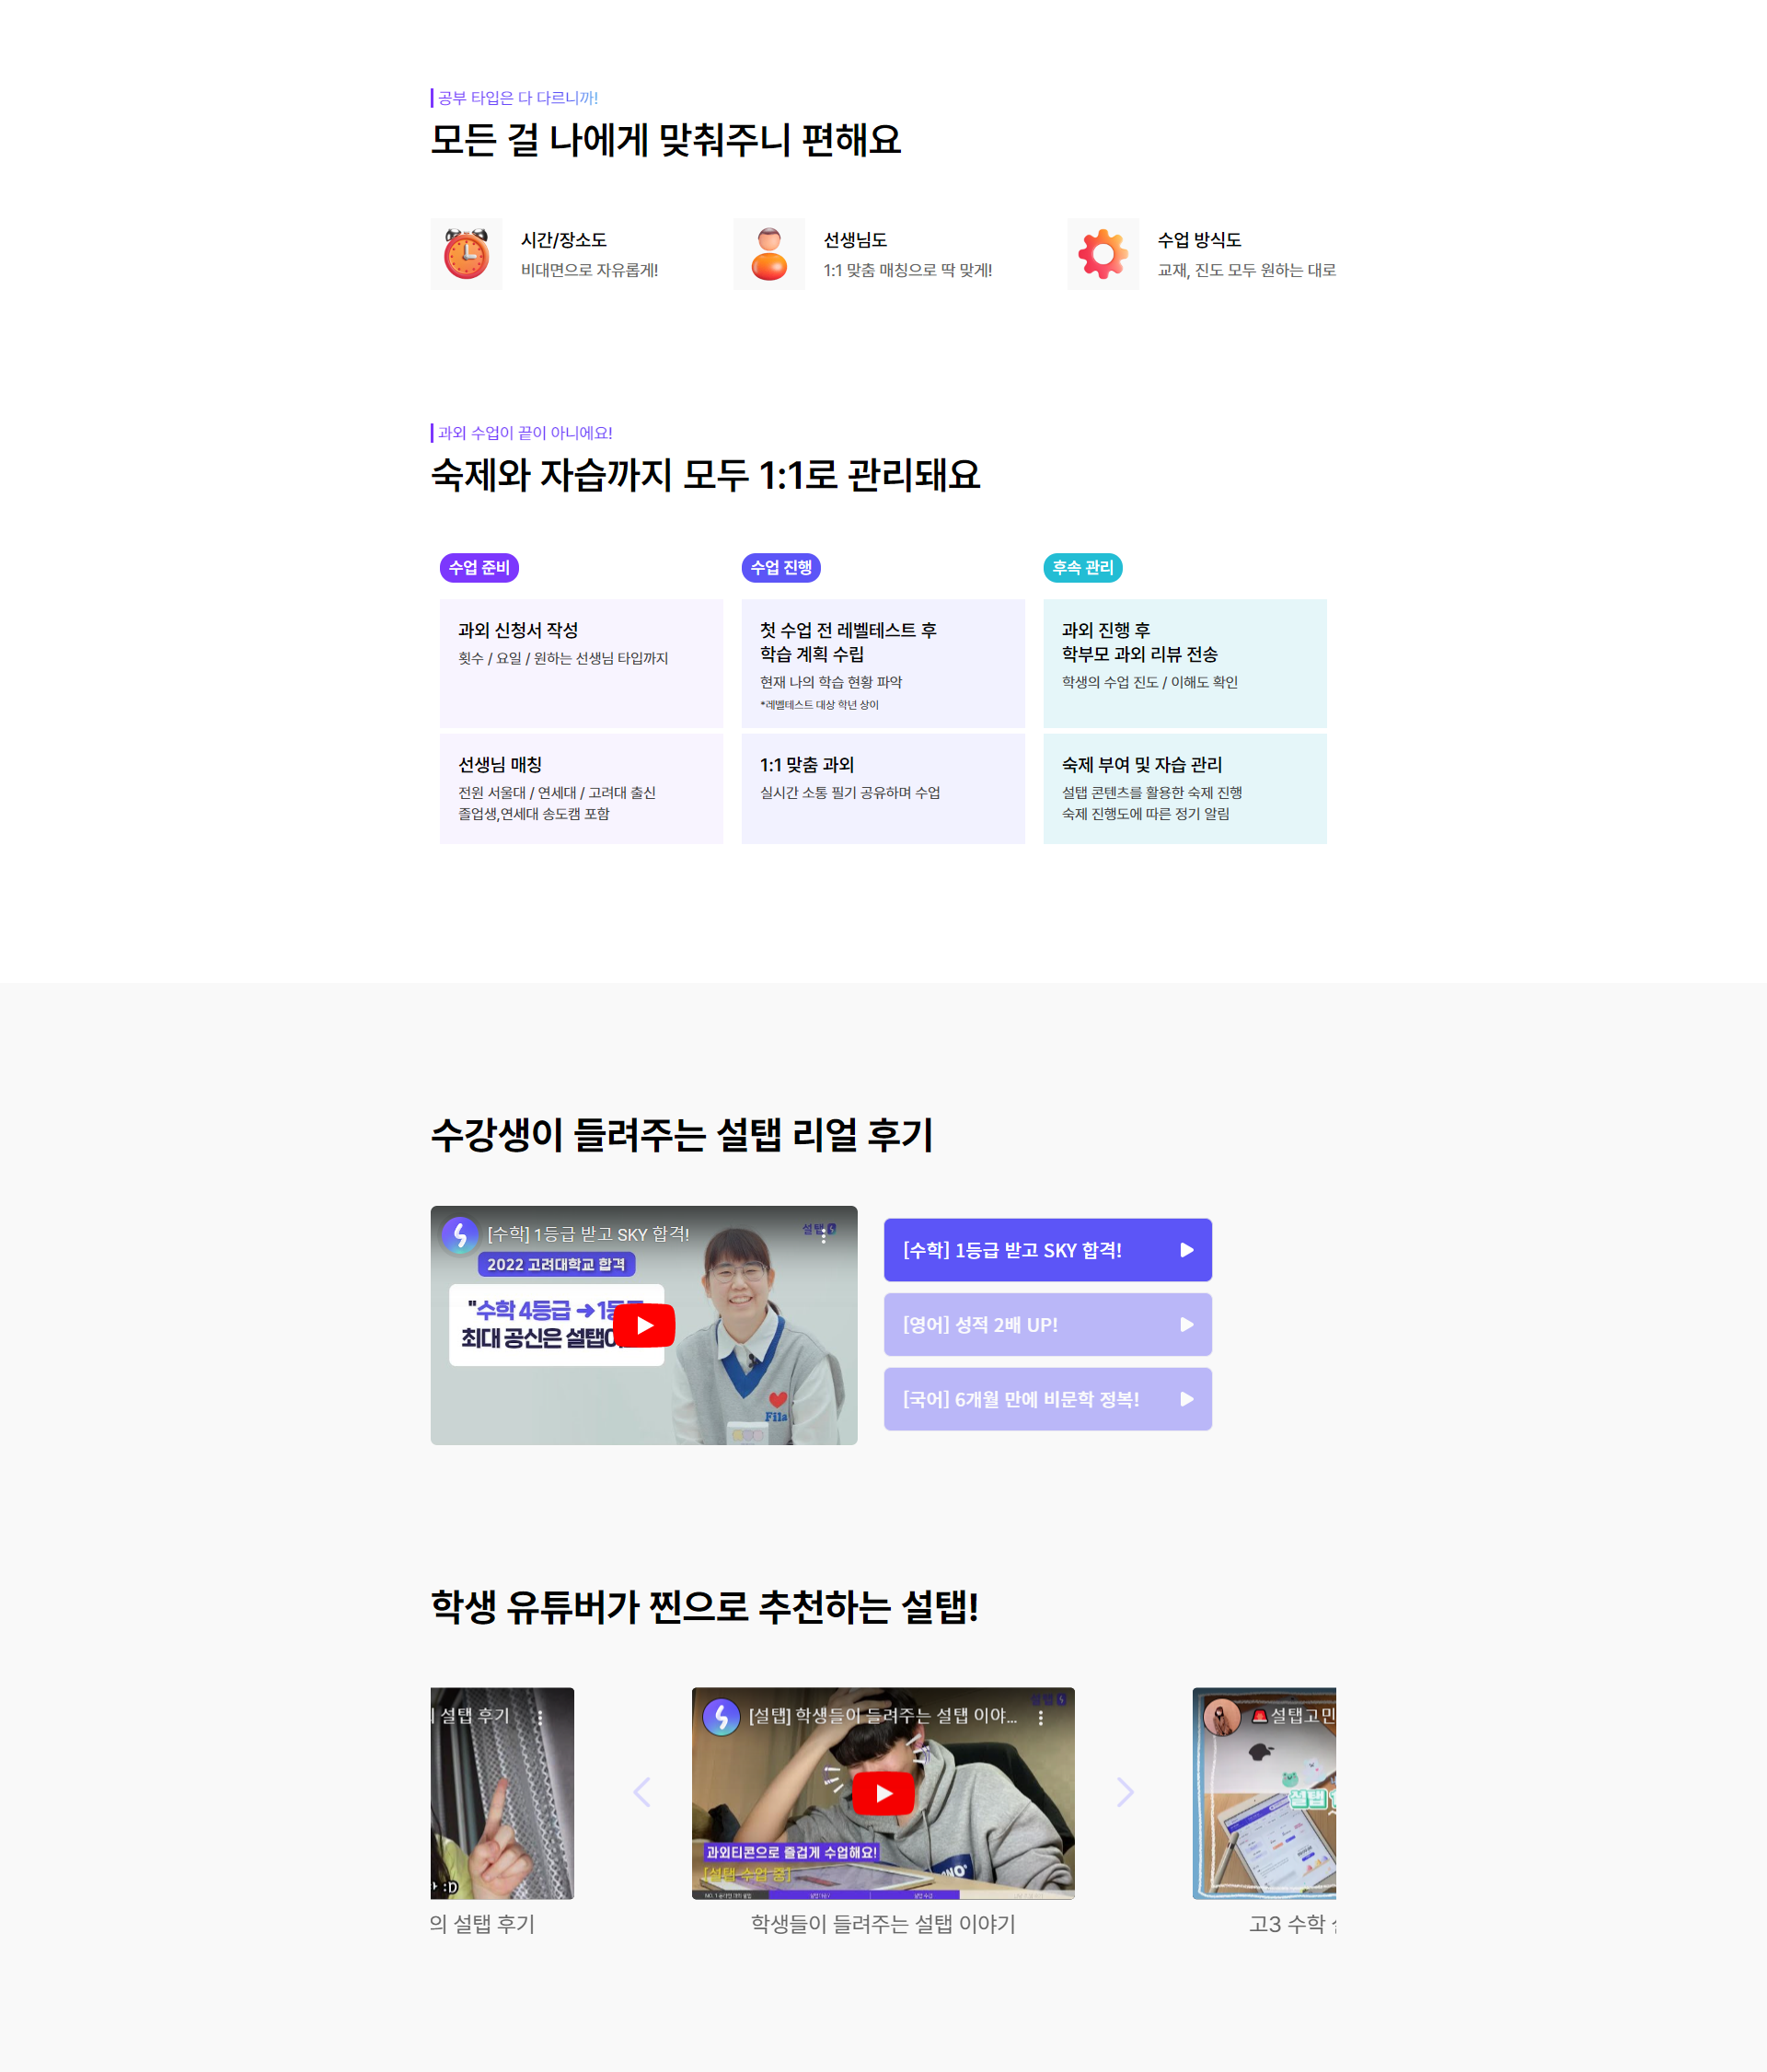 공부 타입은 다 다르니까!
모든 걸 나에게 맞춰주니 편해요
시간/장소도
비대면으로 자유롭게!
선생님도
1:1 맞춤 매칭으로 딱 맞게!
수업 방식도
교재, 진도 모두 원하는 대로
과외 수업이 끝이 아니에요!
숙제와 자습까지 모두 1:1로 관리돼요
수업 준비
과외 신청서 작성
횟수 / 요일 / 원하는 선생님 타입까지
선생님 매칭
전원 서울대 / 연세대 / 고려대 출신
졸업생,연세대 송도캠 포함
수업 진행
첫 수업 전 레벨테스트 후
학습 계획 수립
현재 나의 학습 현황 파악
*레벨테스트 대상 학년 상이
1:1 맞춤 과외
실시간 소통 필기 공유하며 수업
후속 관리
과외 진행 후
학부모 과외 리뷰 전송
학생의 수업 진도 / 이해도 확인
숙제 부여 및 자습 관리
설탭 콘텐츠를 활용한 숙제 진행
숙제 진행도에 따른 정기 알림
수강생이 들려주는 설탭 리얼 후기
[수학] 1등급 받고 SKY 합격!
설탭
2022 고려대학교 합격
"수학 4등급 → 1등급
최대 공신은 설탭이
Fila
[수학] 1등급 받고 SKY 합격!
[영어] 성적 2배 UP!
[국어] 6개월 만에 비문학 정복!
학생 유튜버가 찐으로 추천하는 설탭!
설탭 후기
:D
의 설탭 후기
[설탭] 학생들이 들려주는 설탭 이야...
설탭
과외티콘으로 즐겁게 수업해요!
[설탭 수업 중]
학생들이 들려주는 설탭 이야기
설탭고민
설탭
고3 수학